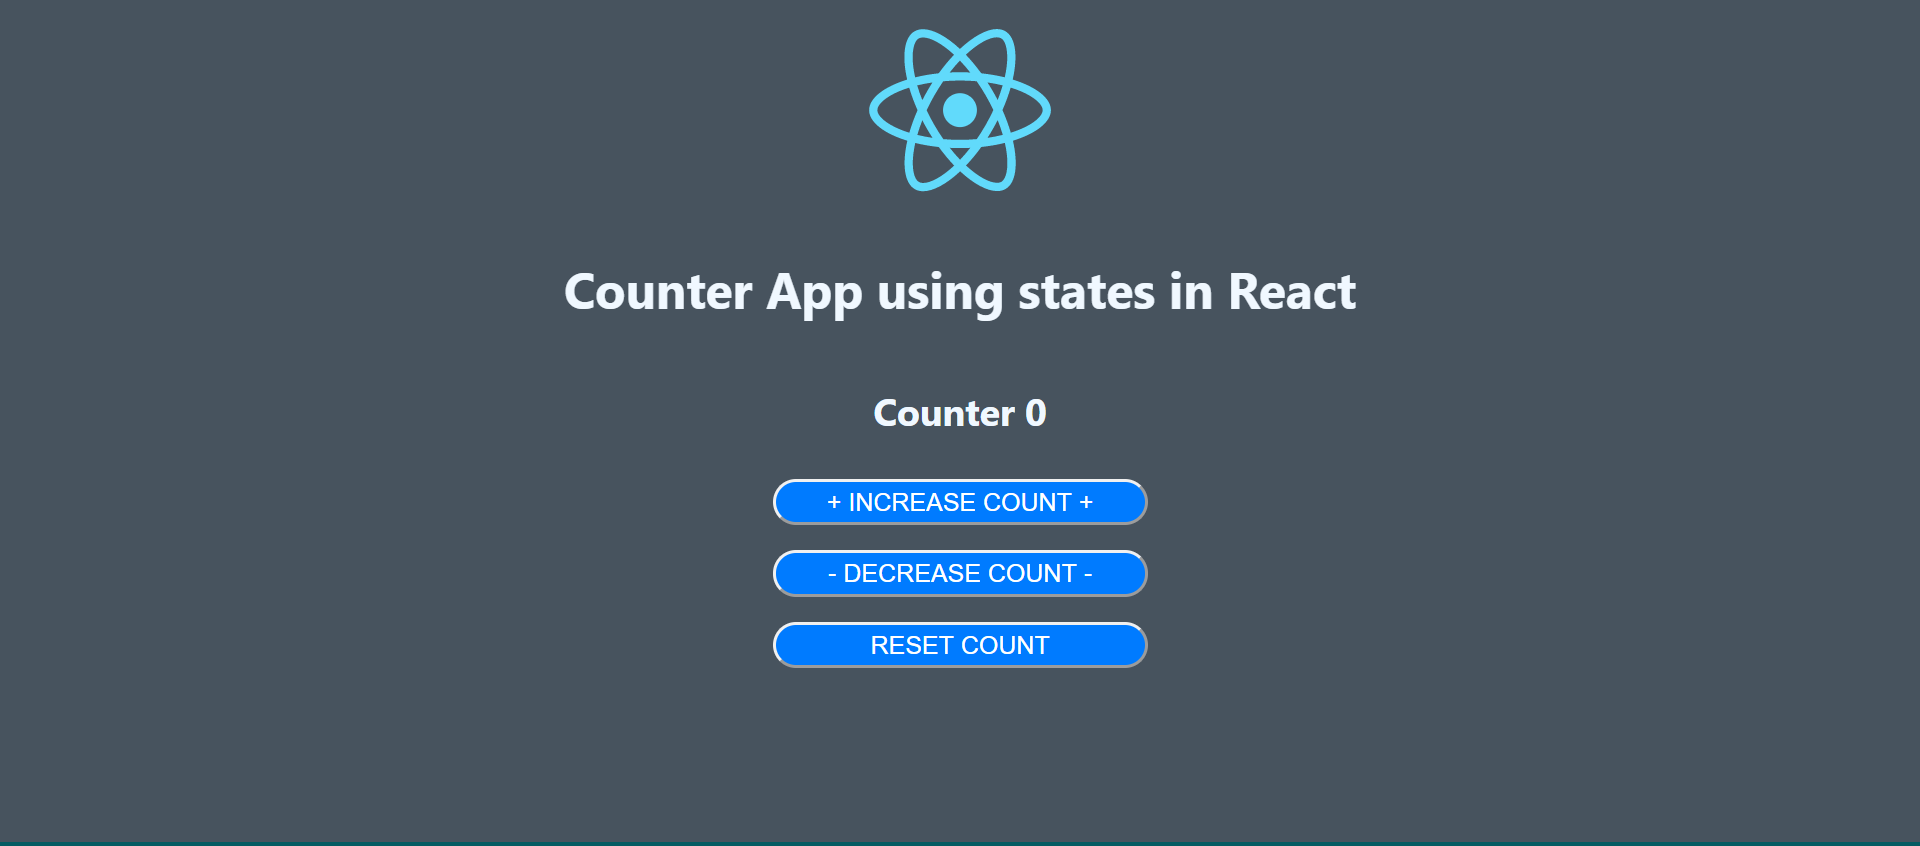 Counter App using states in React
Counter 0
+ INCREASE COUNT +
- DECREASE COUNT -
RESET COUNT